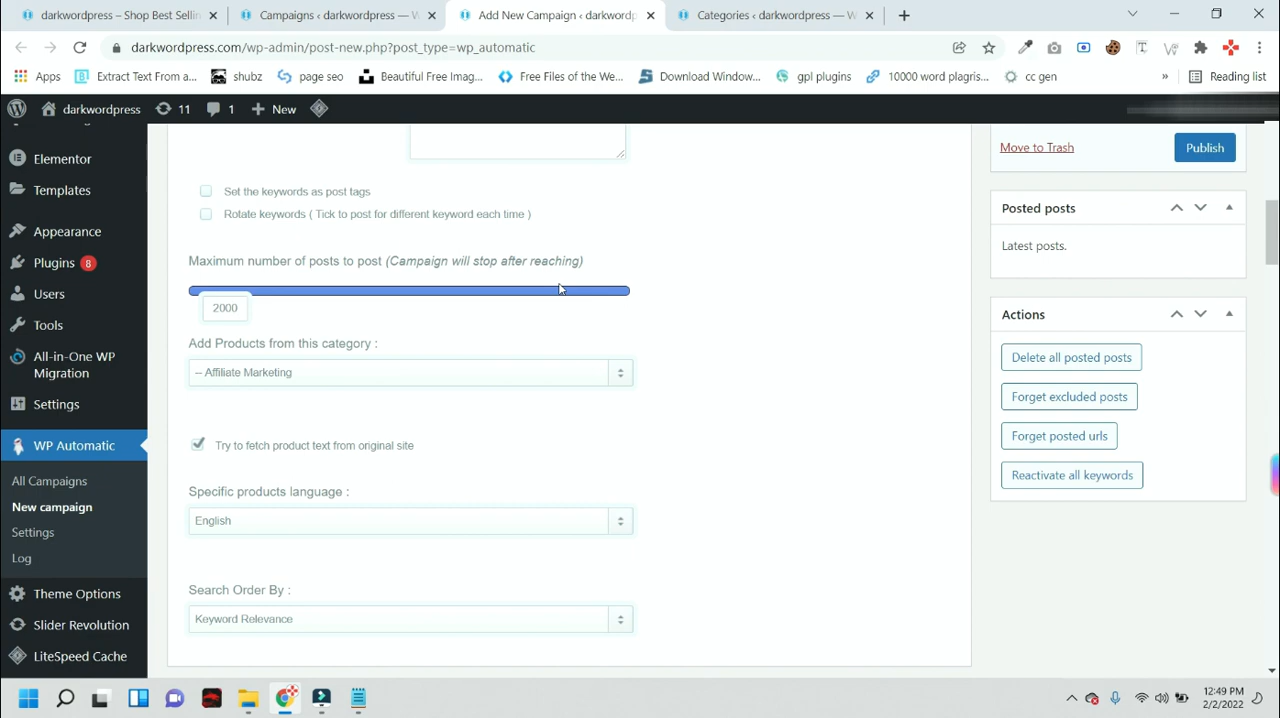 darkwordpress – Shop Best Sellin
Campaigns ‹ darkwordpress — W
Add New Campaign ‹ darkwordp
Categories ‹ darkwordpress — W
darkwordpress.com/wp-admin/post-new.php?post_type=wp_automatic
Apps
Extract Text From a...
shubz
page seo
Beautiful Free Imag...
Free Files of the We...
Download Window...
gpl plugins
10000 word plagris...
cc gen
»
Reading list
darkwordpress
11
1
New
Elementor
Templates
Appearance
Plugins 8
Users
Tools
All-in-One WP
Migration
Settings
WP Automatic
All Campaigns
New campaign
Settings
Log
Theme Options
Slider Revolution
LiteSpeed Cache
Set the keywords as post tags
Rotate keywords ( Tick to post for different keyword each time )
Maximum number of posts to post (Campaign will stop after reaching)
2000
Add Products from this category :
-- Affiliate Marketing
Try to fetch product text from original site
Specific products language :
English
Search Order By :
Keyword Relevance
Move to Trash
Publish
Posted posts
Latest posts.
Actions
Delete all posted posts
Forget excluded posts
Forget posted urls
Reactivate all keywords
12:49 PM
2/2/2022